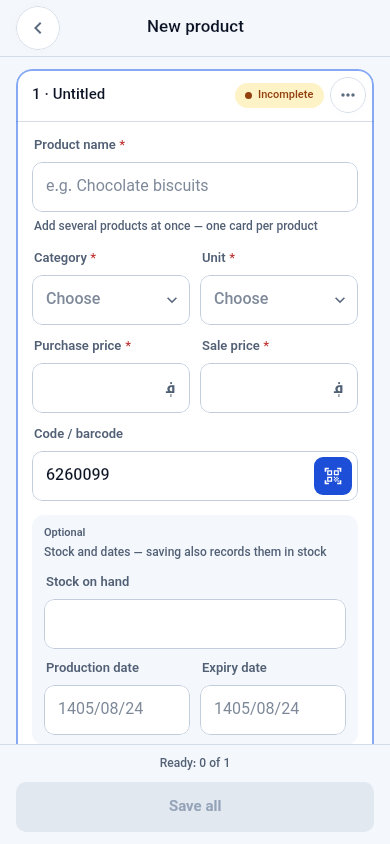 New product
1 · Untitled
Incomplete
Product name *
e.g. Chocolate biscuits
Add several products at once — one card per product
Category *
Unit *
Choose
Choose
Purchase price *
Sale price *
؋
؋
Code / barcode
6260099
Optional
Stock and dates — saving also records them in stock
Stock on hand
Production date
Expiry date
1405/08/24
1405/08/24
Ready: 0 of 1
Save all